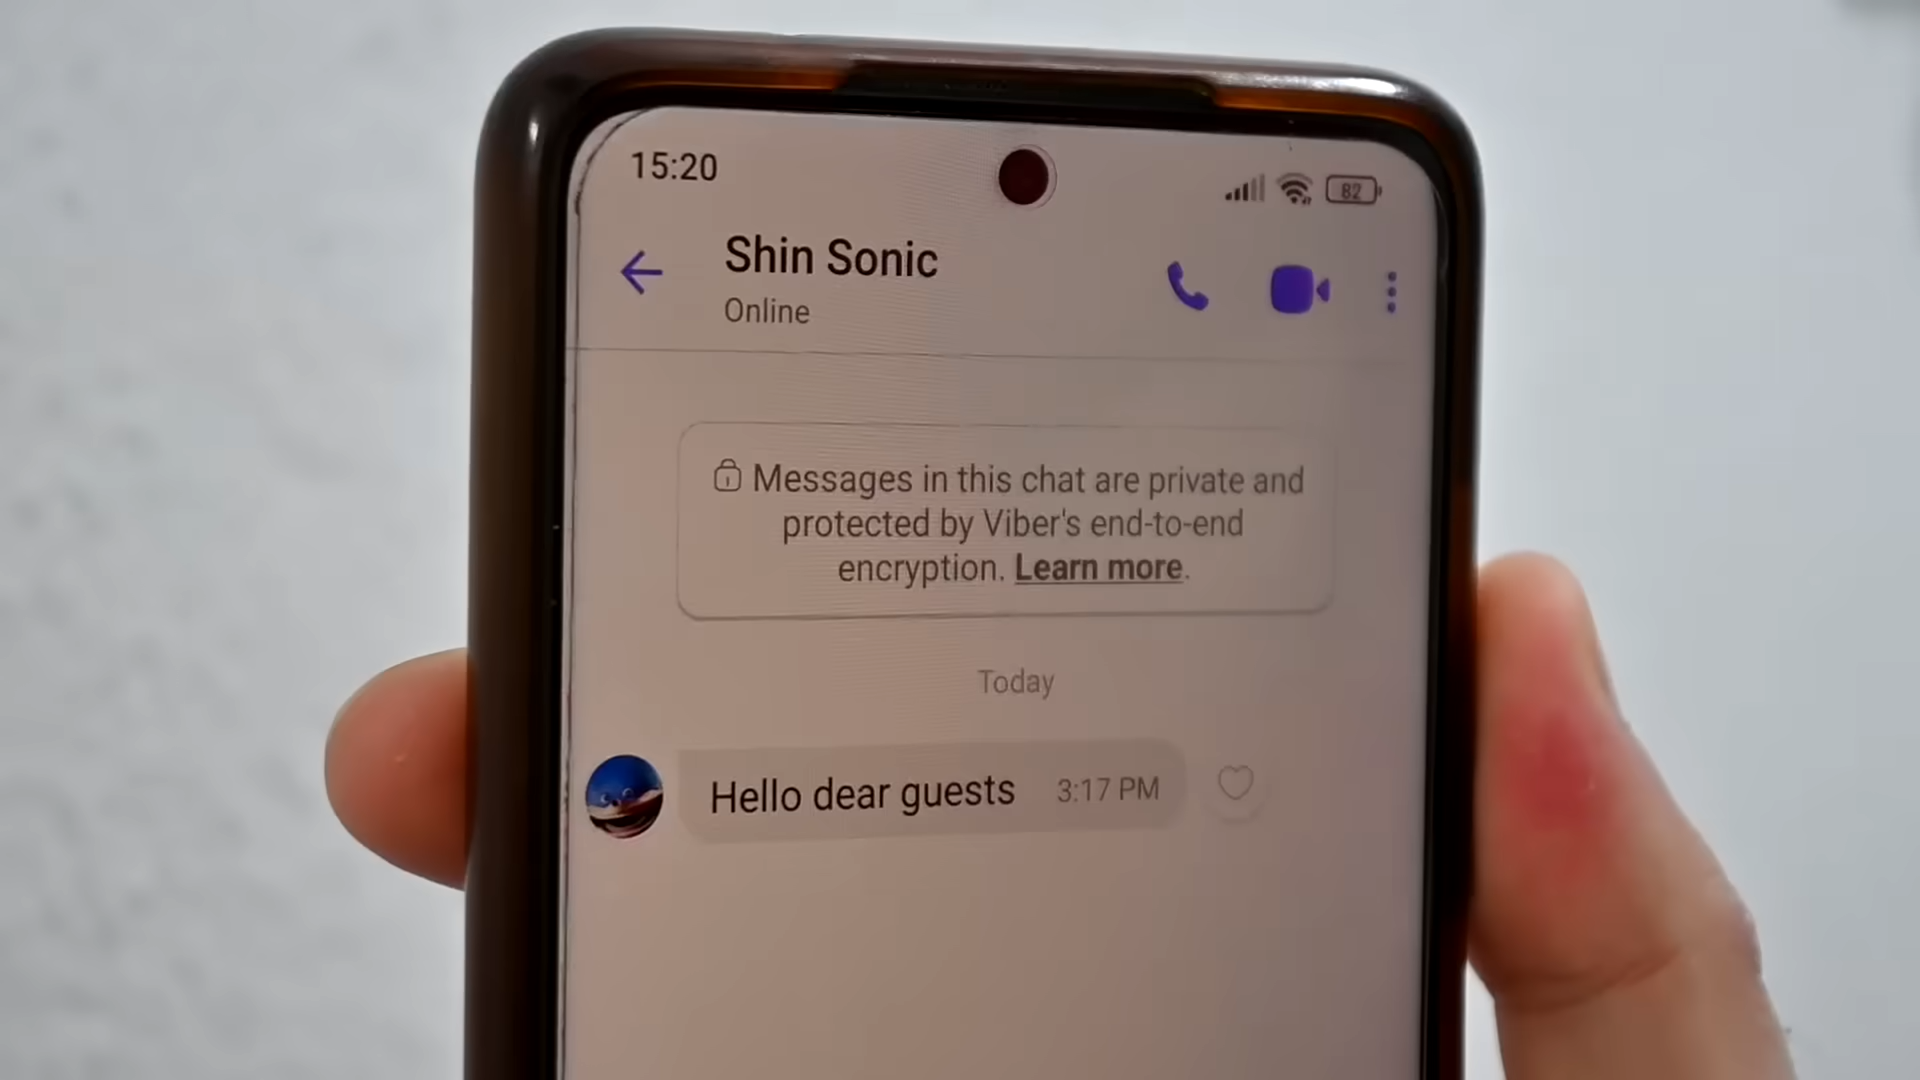 15:20
82
Shin Sonic
Online
Messages in this chat are private and
protected by Viber's end-to-end
encryption. Learn more.
Today
Hello dear guests 3:17 PM